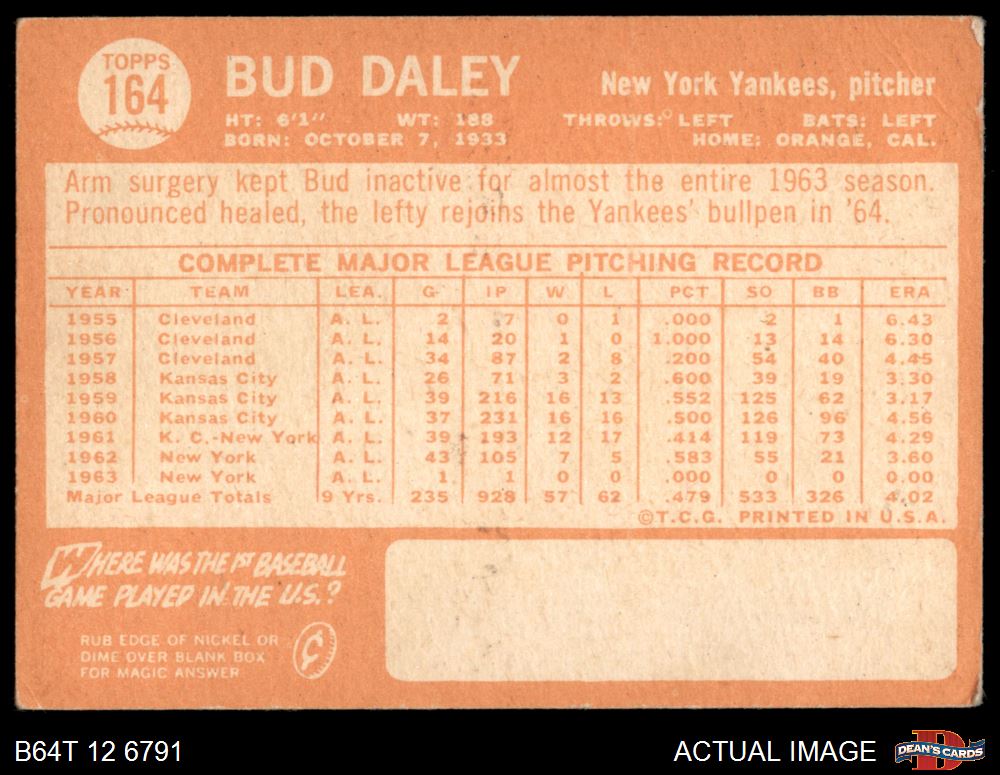 TOPPS
164
BUD DALEY
New York Yankees, pitcher
HT: 6'1" WT: 188 THROWS: LEFT BATS: LEFT
BORN: OCTOBER 7, 1933 HOME: ORANGE, CAL.
Arm surgery kept Bud inactive for almost the entire 1963 season.
Pronounced healed, the lefty rejoins the Yankees' bullpen in '64.
COMPLETE MAJOR LEAGUE PITCHING RECORD
YEAR TEAM LEA. G IP W L PCT SO BB ERA
1955 Cleveland A. L. 2 7 0 1 .000 2 1 6.43
1956 Cleveland A. L. 14 20 1 0 1.000 13 14 6.30
1957 Cleveland A. L. 34 87 2 8 .200 54 40 4.45
1958 Kansas City A. L. 26 71 3 2 .600 39 19 3.30
1959 Kansas City A. L. 39 216 16 13 .552 125 62 3.17
1960 Kansas City A. L. 37 231 16 16 .500 126 96 4.56
1961 K. C.-New York A. L. 39 193 12 17 .414 119 73 4.29
1962 New York A. L. 43 105 7 5 .583 55 21 3.60
1963 New York A. L. 1 1 0 0 .000 0 0 0.00
Major League Totals 9 Yrs. 235 928 57 62 .479 533 326 4.02
©T.C.G. PRINTED IN U.S.A.
WHERE WAS THE 1ST BASEBALL
GAME PLAYED IN THE U.S.?
RUB EDGE OF NICKEL OR
DIME OVER BLANK BOX
FOR MAGIC ANSWER
¢
B64T 12 6791
ACTUAL IMAGE
D
DEAN'S CARDS